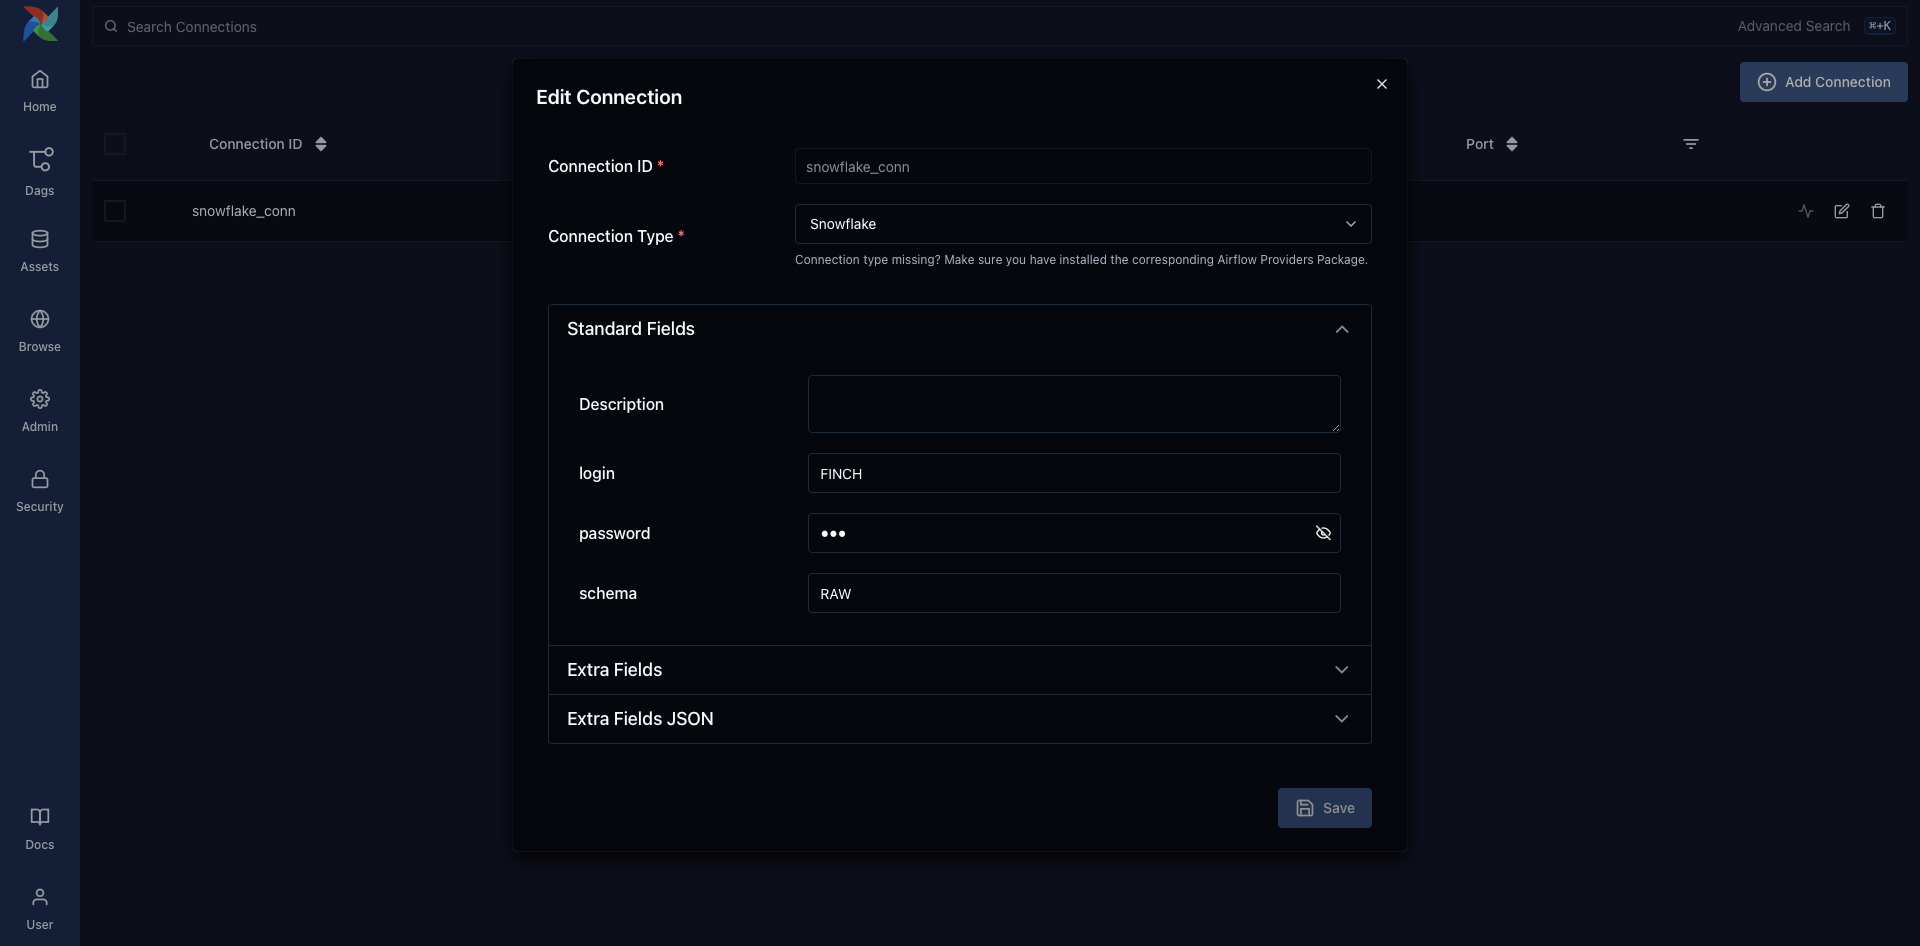 Search Connections
Advanced Search ⌘+K
Home
Dags
Assets
Browse
Admin
Security
Docs
User
Add Connection
Connection ID
Port
snowflake_conn
Edit Connection
Connection ID *
snowflake_conn
Connection Type *
Snowflake
Connection type missing? Make sure you have installed the corresponding Airflow Providers Package.
Standard Fields
Description
login
FINCH
password
•••
schema
RAW
Extra Fields
Extra Fields JSON
Save